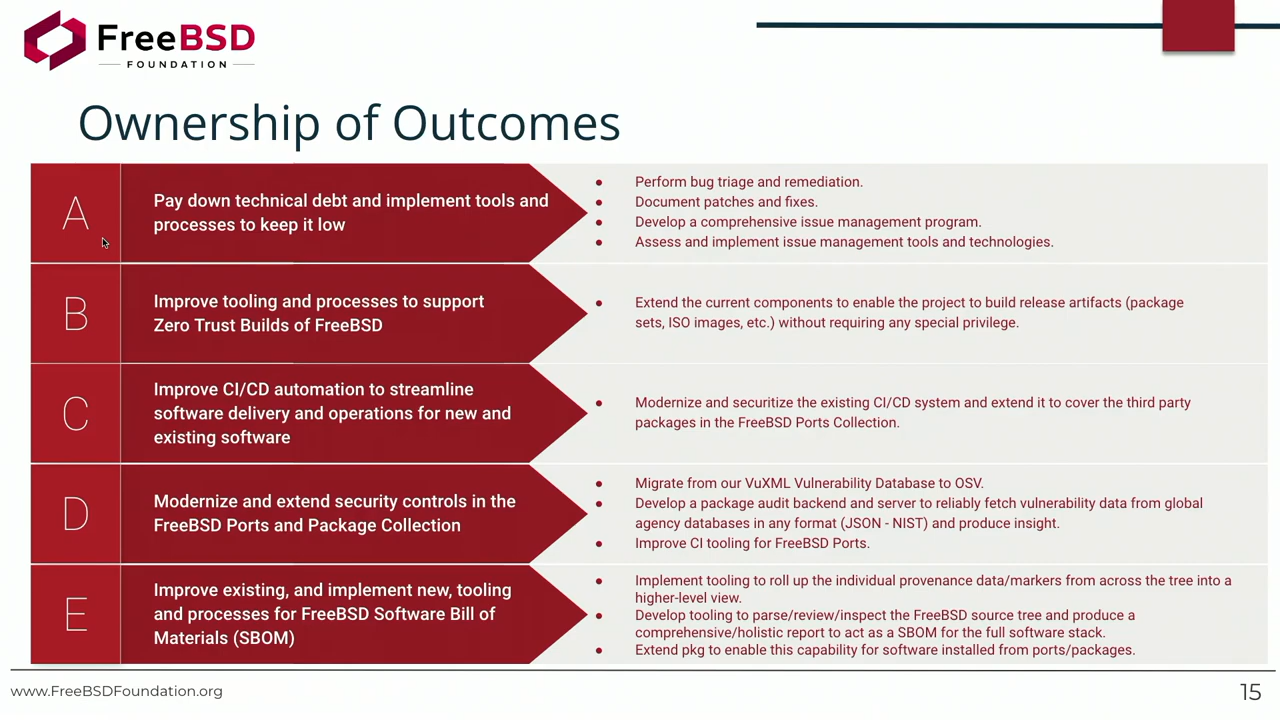 FreeBSD
FOUNDATION
Ownership of Outcomes
A
Pay down technical debt and implement tools and
processes to keep it low
● Perform bug triage and remediation.
● Document patches and fixes.
● Develop a comprehensive issue management program.
● Assess and implement issue management tools and technologies.
B
Improve tooling and processes to support
Zero Trust Builds of FreeBSD
● Extend the current components to enable the project to build release artifacts (package
sets, ISO images, etc.) without requiring any special privilege.
C
Improve CI/CD automation to streamline
software delivery and operations for new and
existing software
● Modernize and securitize the existing CI/CD system and extend it to cover the third party
packages in the FreeBSD Ports Collection.
D
Modernize and extend security controls in the
FreeBSD Ports and Package Collection
● Migrate from our VuXML Vulnerability Database to OSV.
● Develop a package audit backend and server to reliably fetch vulnerability data from global
agency databases in any format (JSON - NIST) and produce insight.
● Improve CI tooling for FreeBSD Ports.
E
Improve existing, and implement new, tooling
and processes for FreeBSD Software Bill of
Materials (SBOM)
● Implement tooling to roll up the individual provenance data/markers from across the tree into a
higher-level view.
● Develop tooling to parse/review/inspect the FreeBSD source tree and produce a
comprehensive/holistic report to act as a SBOM for the full software stack.
● Extend pkg to enable this capability for software installed from ports/packages.
www.FreeBSDFoundation.org
15